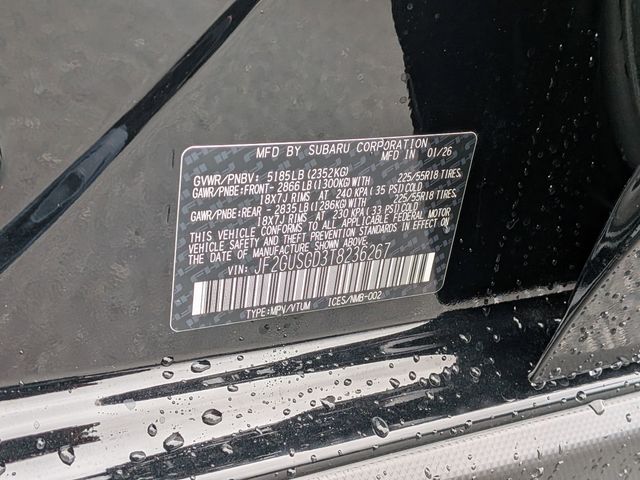 MFD BY SUBARU CORPORATION
MFD IN 01/26
GVWR/PNBV: 5185LB (2352KG)
GAWR/PNBE:FRONT- 2866LB (1300KG) WITH 225/55R18 TIRES.
18X7J RIMS AT 240 KPA (35 PSI) COLD
GAWR/PNBE:REAR - 2835LB (1286KG) WITH 225/55R18 TIRES.
18X7J RIMS AT 230 KPA (33 PSI) COLD
THIS VEHICLE CONFORMS TO ALL APPLICABLE FEDERAL MOTOR
VEHICLE SAFETY AND THEFT PREVENTION STANDARDS IN EFFECT ON
THE DATE OF MANUFACTURE SHOWN ABOVE.
VIN: JF2GUSGD3T8236267
TYPE:MPV/VTUM ICES/NMB-002